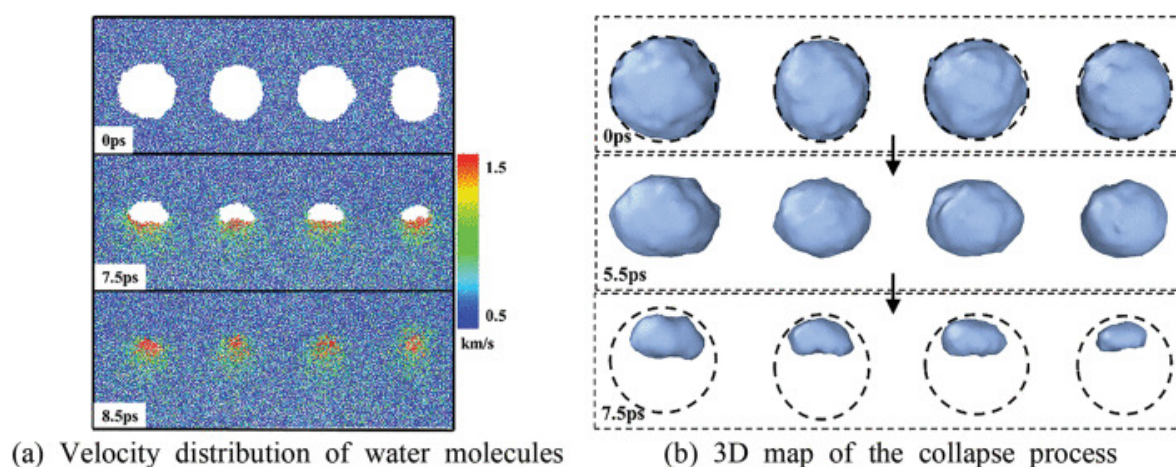 0ps
7.5ps
8.5ps
1.5
0.5
km/s
(a) Velocity distribution of water molecules
0ps
5.5ps
7.5ps
(b) 3D map of the collapse process